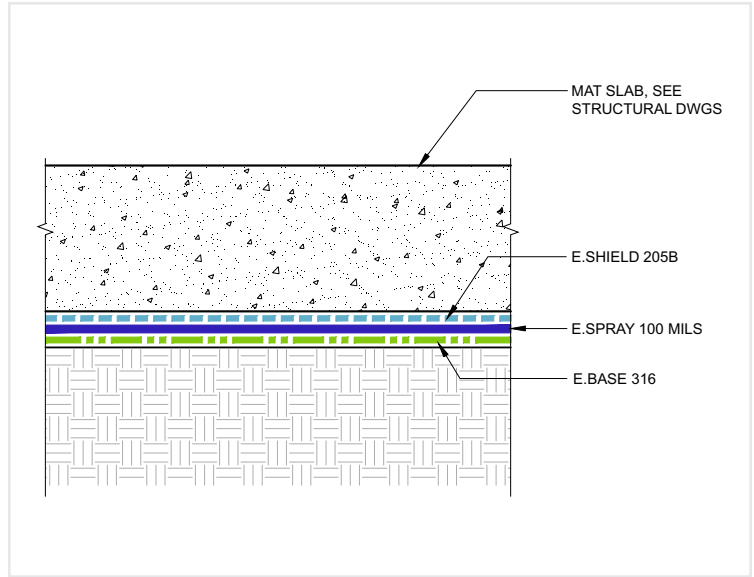 MAT SLAB, SEE
STRUCTURAL DWGS
E.SHIELD 205B
E.SPRAY 100 MILS
E.BASE 316